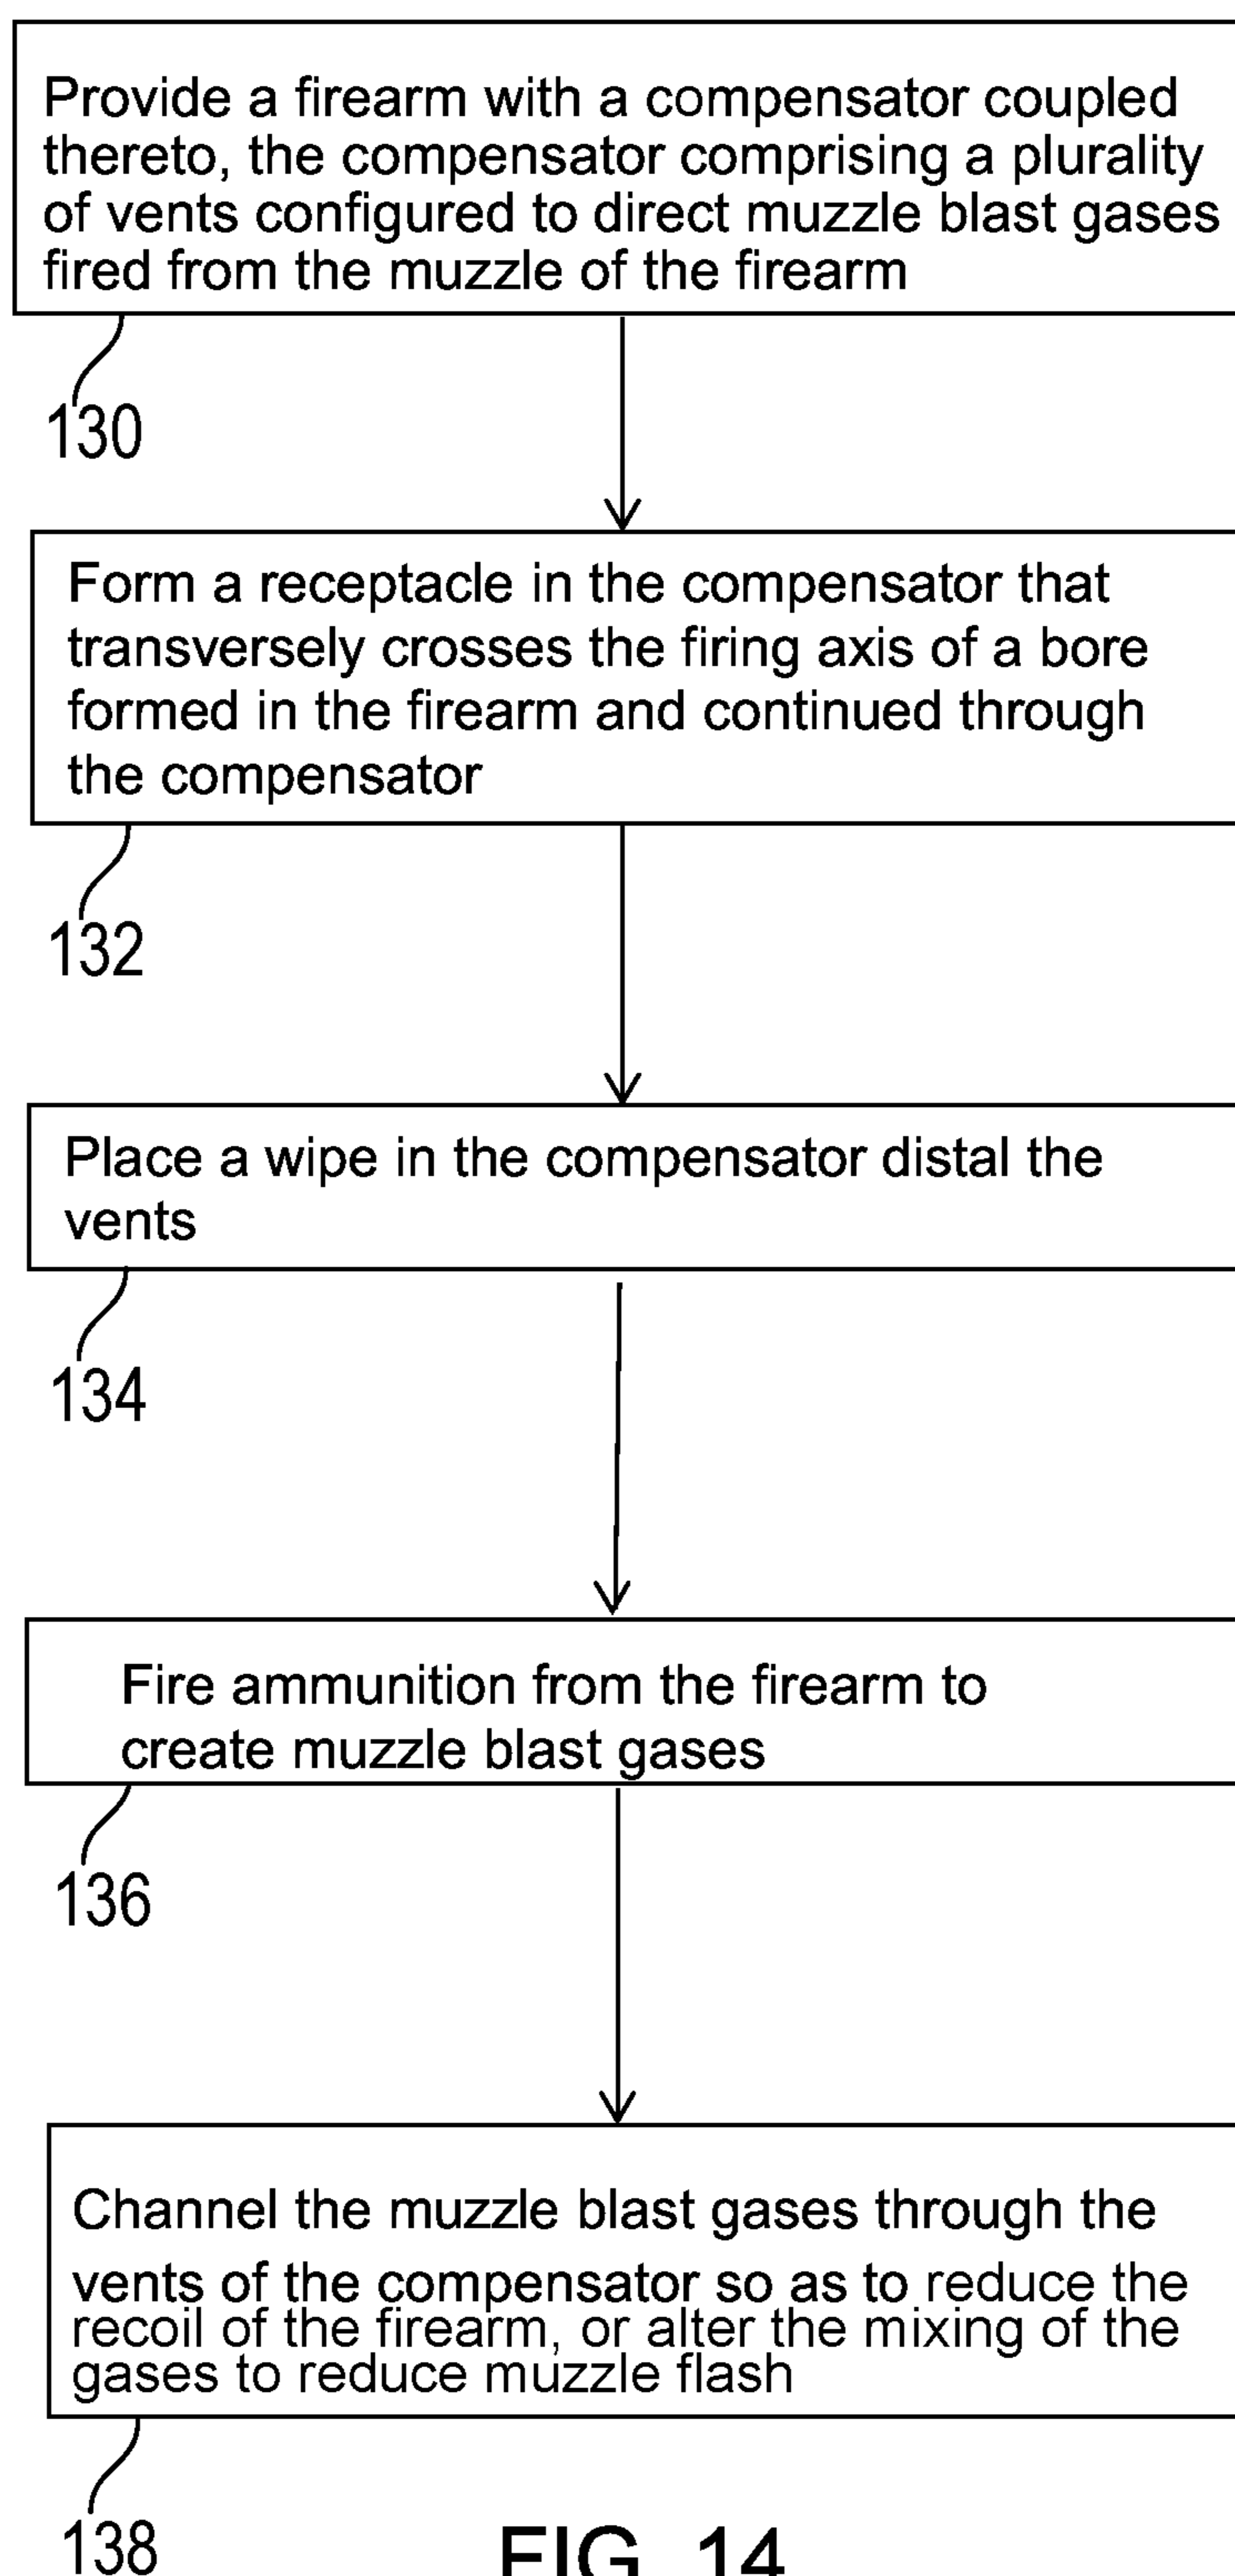 Provide a firearm with a compensator coupled
thereto, the compensator comprising a plurality
of vents configured to direct muzzle blast gases
fired from the muzzle of the firearm
130
Form a receptacle in the compensator that
transversely crosses the firing axis of a bore
formed in the firearm and continued through
the compensator
132
Place a wipe in the compensator distal the
vents
134
Fire ammunition from the firearm to
create muzzle blast gases
136
Channel the muzzle blast gases through the
vents of the compensator so as to reduce the
recoil of the firearm, or alter the mixing of the
gases to reduce muzzle flash
138
FIG. 14